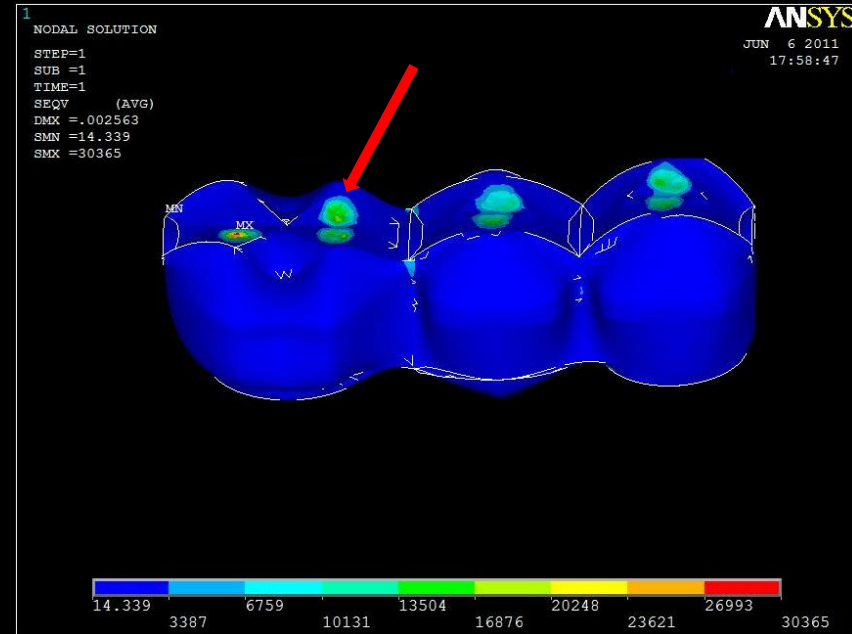 1
NODAL SOLUTION
STEP=1
SUB =1
TIME=1
SEQV (AVG)
DMX =.002563
SMN =14.339
SMX =30365
ANSYS
JUN 6 2011
17:58:47
MN
MX
14.339 6759 13504 20248 26993
3387 10131 16876 23621 30365